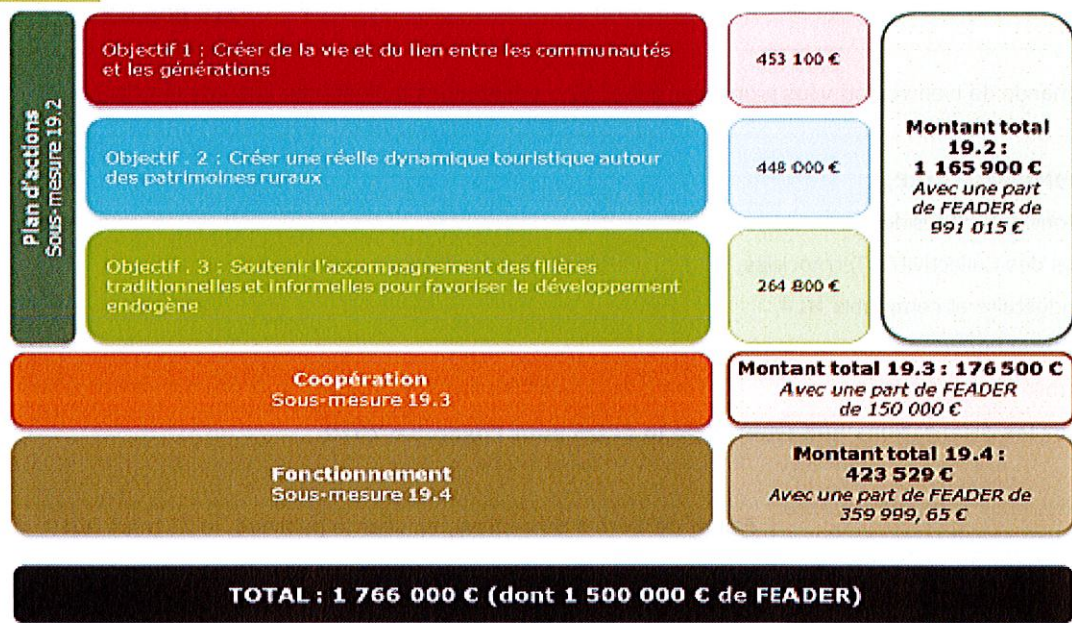 Plan d'actions
Sous-mesure 19.2
Objectif 1 : Créer de la vie et du lien entre les communautés
et les générations
453 100 €
Objectif . 2 : Créer une réelle dynamique touristique autour
des patrimoines ruraux
448 000 €
Objectif . 3 : Soutenir l'accompagnement des filières
traditionnelles et informelles pour favoriser le développement
endogène
264 800 €
Montant total
19.2 :
1 165 900 €
Avec une part
de FEADER de
991 015 €
Coopération
Sous-mesure 19.3
Montant total 19.3 : 176 500 €
Avec une part de FEADER
de 150 000 €
Fonctionnement
Sous-mesure 19.4
Montant total 19.4 :
423 529 €
Avec une part de FEADER de
359 999, 65 €
TOTAL : 1 766 000 € (dont 1 500 000 € de FEADER)